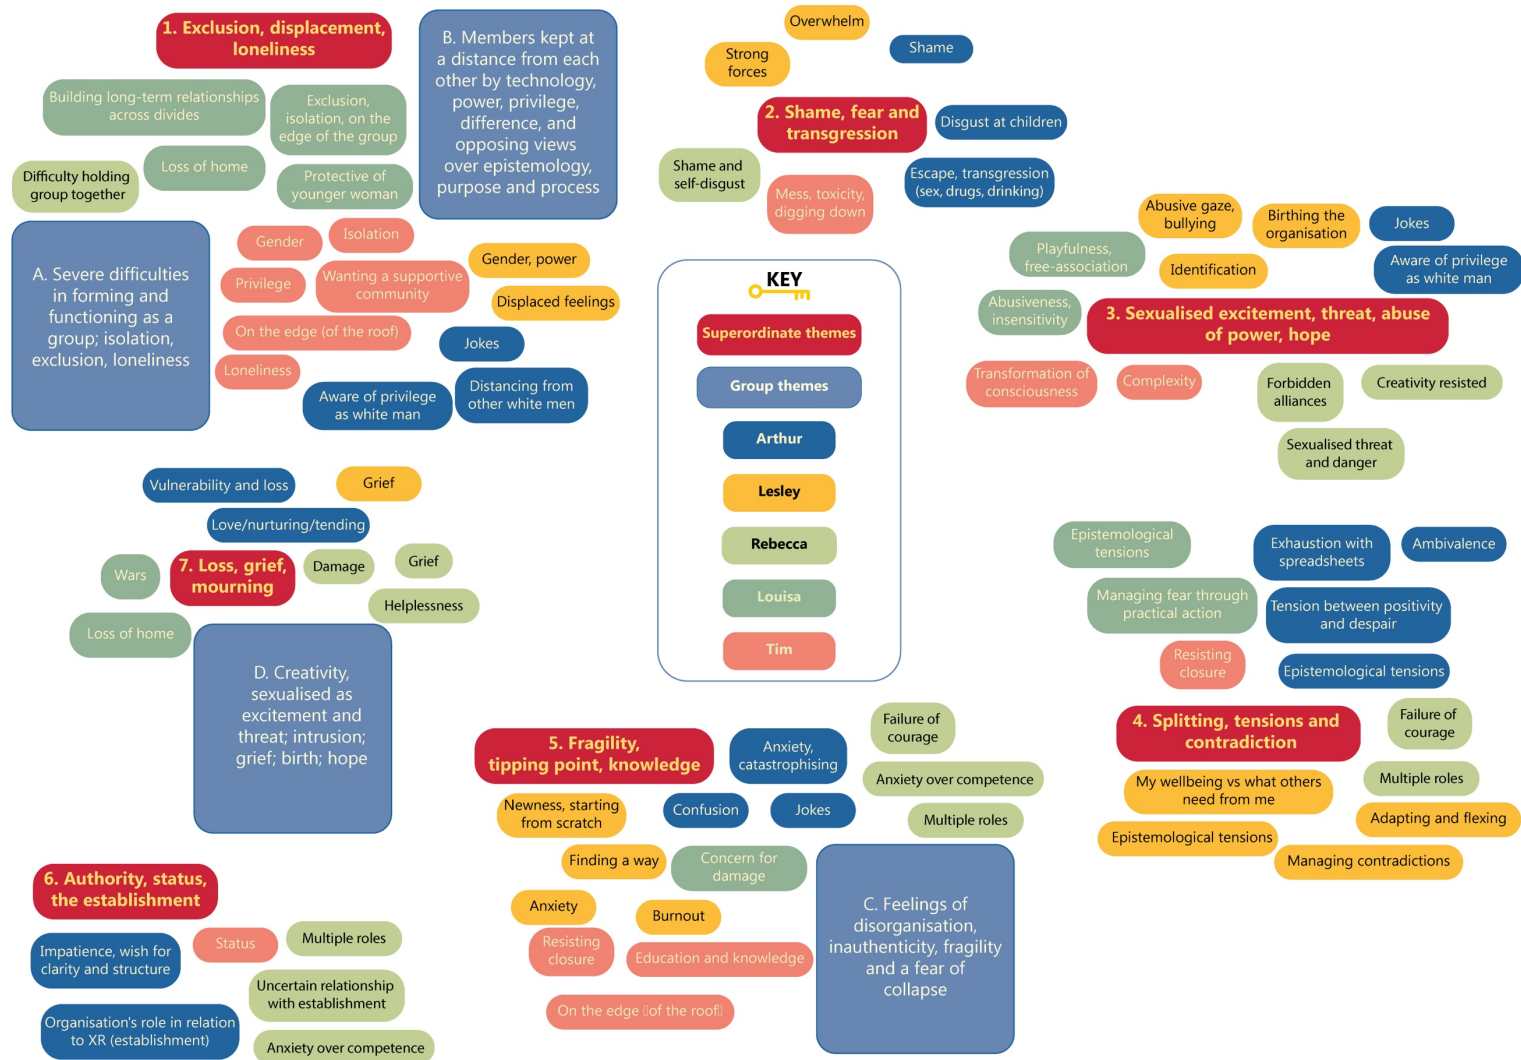 1. Exclusion, displacement,
loneliness
Building long-term relationships
across divides
Exclusion,
isolation, on the
edge of the group
Loss of home
Difficulty holding
group together
Protective of
younger woman
B. Members kept at
a distance from each
other by technology,
power, privilege,
difference, and
opposing views
over epistemology,
purpose and process
A. Severe difficulties
in forming and
functioning as a
group; isolation,
exclusion, loneliness
Gender
Isolation
Privilege
Wanting a supportive
community
On the edge (of the roof)
Loneliness
Gender, power
Displaced feelings
Jokes
Aware of privilege
as white man
Distancing from
other white men
Overwhelm
Strong
forces
Shame
2. Shame, fear and
transgression
Disgust at children
Shame and
self-disgust
Mess, toxicity,
digging down
Escape, transgression
(sex, drugs, drinking)
KEY
Superordinate themes
Group themes
Arthur
Lesley
Rebecca
Louisa
Tim
Abusive gaze,
bullying
Birthing the
organisation
Jokes
Playfulness,
free-association
Identification
Aware of privilege
as white man
Abusiveness,
insensitivity
3. Sexualised excitement, threat, abuse
of power, hope
Transformation of
consciousness
Complexity
Forbidden
alliances
Creativity resisted
Sexualised threat
and danger
Vulnerability and loss
Grief
Love/nurturing/tending
Wars
7. Loss, grief,
mourning
Damage
Grief
Helplessness
Loss of home
D. Creativity,
sexualised as
excitement and
threat; intrusion;
grief; birth; hope
Epistemological
tensions
Exhaustion with
spreadsheets
Ambivalence
Managing fear through
practical action
Tension between positivity
and despair
Resisting
closure
Epistemological tensions
4. Splitting, tensions and
contradiction
Failure of
courage
My wellbeing vs what others
need from me
Multiple roles
Adapting and flexing
Epistemological tensions
Managing contradictions
5. Fragility,
tipping point, knowledge
Anxiety,
catastrophising
Failure of
courage
Anxiety over competence
Newness, starting
from scratch
Confusion
Jokes
Multiple roles
Finding a way
Concern for
damage
Anxiety
Burnout
Resisting
closure
Education and knowledge
On the edge ▯of the roof▯
C. Feelings of
disorganisation,
inauthenticity, fragility
and a fear of
collapse
6. Authority, status,
the establishment
Impatience, wish for
clarity and structure
Status
Multiple roles
Uncertain relationship
with establishment
Organisation's role in relation
to XR (establishment)
Anxiety over competence